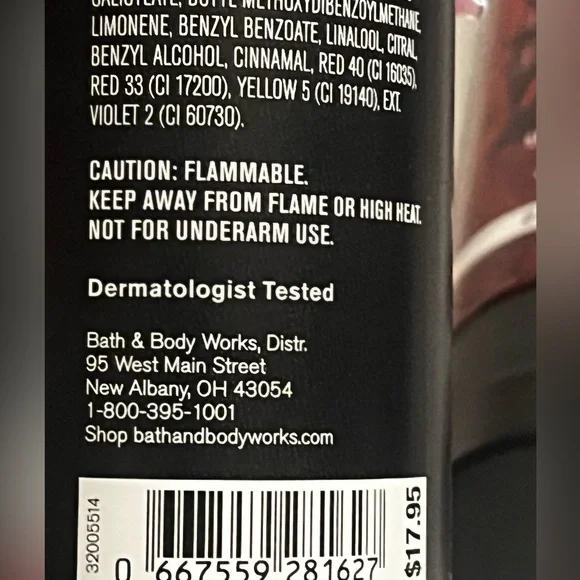 SALICYLATE, BUTYL METHOXYDIBENZOYLMETHANE,
LIMONENE, BENZYL BENZOATE, LINALOOL, CITRAL,
BENZYL ALCOHOL, CINNAMAL, RED 40 (CI 16035),
RED 33 (CI 17200), YELLOW 5 (CI 19140), EXT.
VIOLET 2 (CI 60730).
CAUTION: FLAMMABLE.
KEEP AWAY FROM FLAME OR HIGH HEAT.
NOT FOR UNDERARM USE.
Dermatologist Tested
Bath & Body Works, Distr.
95 West Main Street
New Albany, OH 43054
1-800-395-1001
Shop bathandbodyworks.com
32005514
0 667559 281627
$17.95